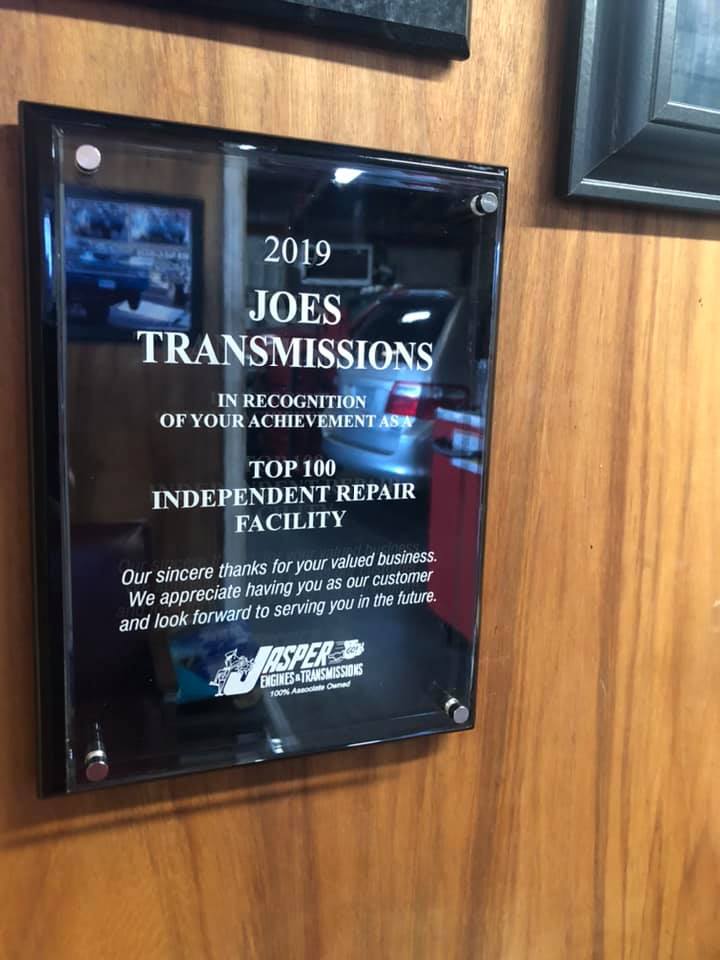 2019
JOES
TRANSMISSIONS
IN RECOGNITION
OF YOUR ACHIEVEMENT AS A
TOP 100
INDEPENDENT REPAIR
FACILITY
Our sincere thanks for your valued business.
We appreciate having you as our customer
and look forward to serving you in the future.
JASPER
ENGINES & TRANSMISSIONS
100% Associate Owned